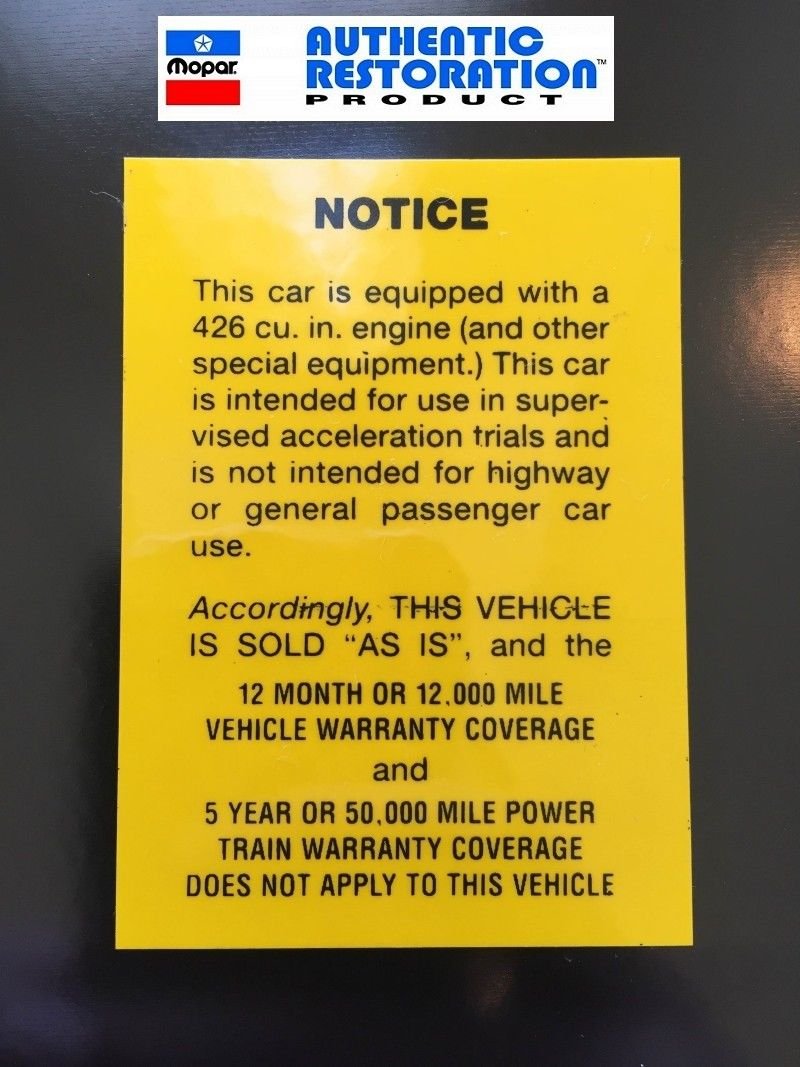 Mopar.
AUTHENTIC
RESTORATION™
PRODUCT
NOTICE
This car is equipped with a
426 cu. in. engine (and other
special equipment.) This car
is intended for use in super-
vised acceleration trials and
is not intended for highway
or general passenger car
use.
Accordingly, THIS VEHICLE
IS SOLD “AS IS”, and the
12 MONTH OR 12,000 MILE
VEHICLE WARRANTY COVERAGE
and
5 YEAR OR 50,000 MILE POWER
TRAIN WARRANTY COVERAGE
DOES NOT APPLY TO THIS VEHICLE